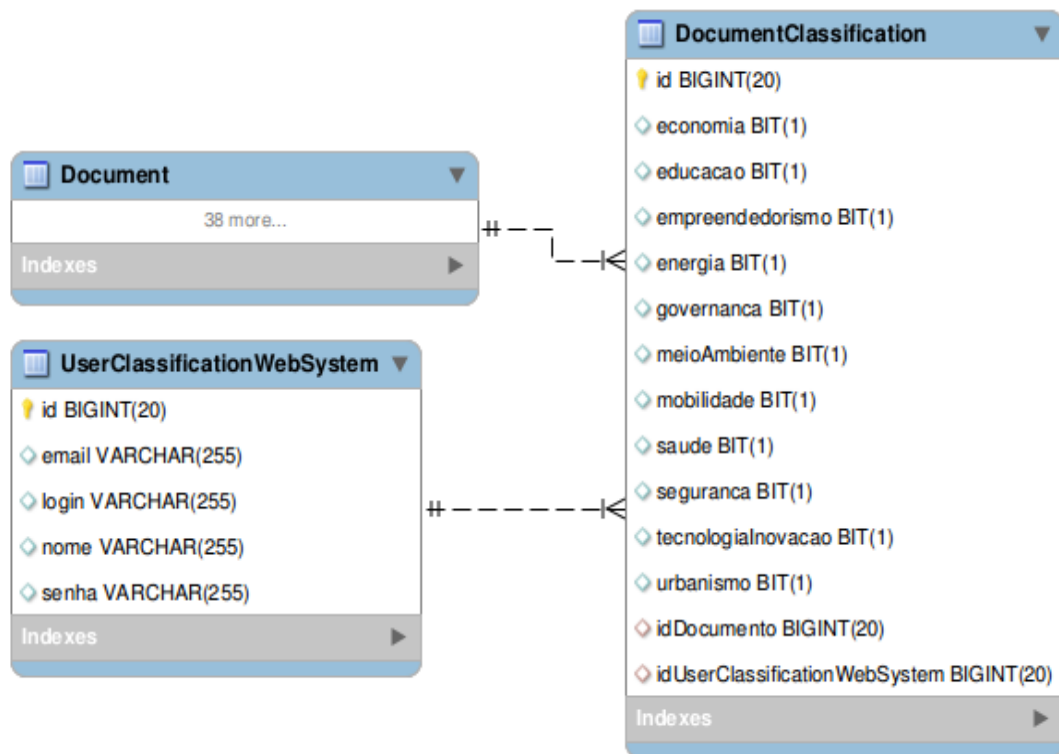 Document
38 more...
Indexes
UserClassificationWebSystem
id BIGINT(20)
email VARCHAR(255)
login VARCHAR(255)
nome VARCHAR(255)
senha VARCHAR(255)
Indexes
DocumentClassification
id BIGINT(20)
economia BIT(1)
educacao BIT(1)
empreendedorismo BIT(1)
energia BIT(1)
governanca BIT(1)
meioAmbiente BIT(1)
mobilidade BIT(1)
saude BIT(1)
seguranca BIT(1)
tecnologiaInovacao BIT(1)
urbanismo BIT(1)
idDocumento BIGINT(20)
idUserClassificationWebSystem BIGINT(20)
Indexes